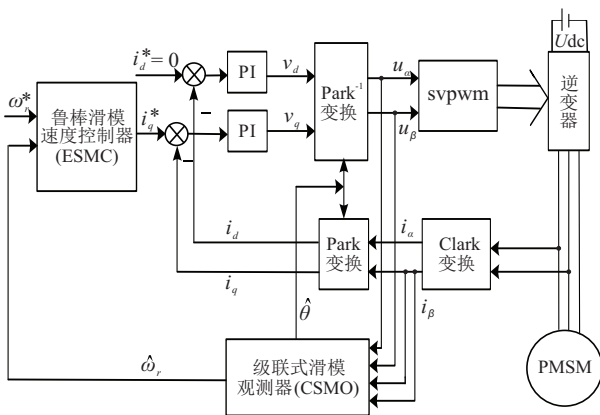 Udc
i_d^*=0
PI
v_d
Park^{-1}
变换
u_α
svpwm
逆变器
ω_r^*
鲁棒滑模
速度控制器
(ESMC)
i_q^*
−
PI
v_q
u_β
−
i_d
Park
变换
i_α
Clark
变换
i_q
θ̂
i_β
ω̂_r
级联式滑模
观测器(CSMO)
PMSM